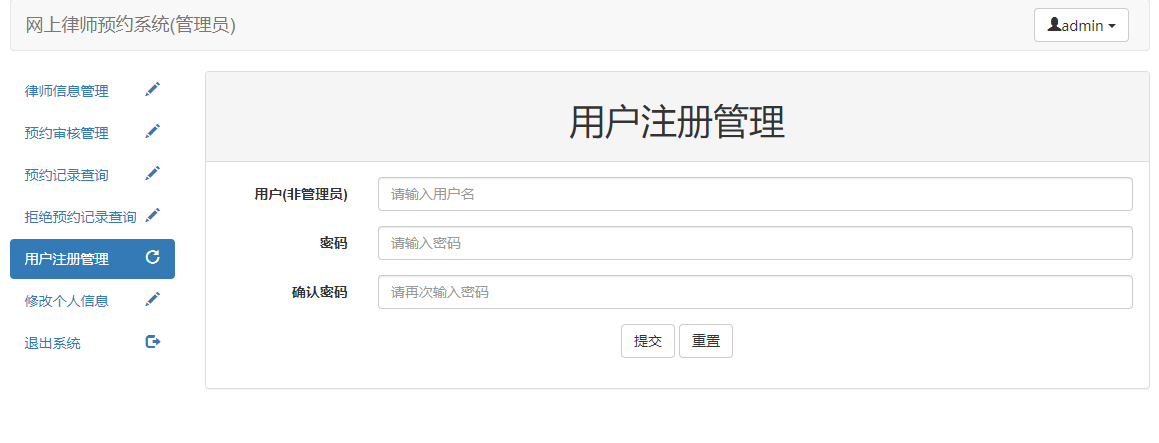 网上律师预约系统(管理员)
admin
律师信息管理
预约审核管理
预约记录查询
拒绝预约记录查询
用户注册管理
修改个人信息
退出系统
用户注册管理
用户(非管理员)
请输入用户名
密码
请输入密码
确认密码
请再次输入密码
提交 重置